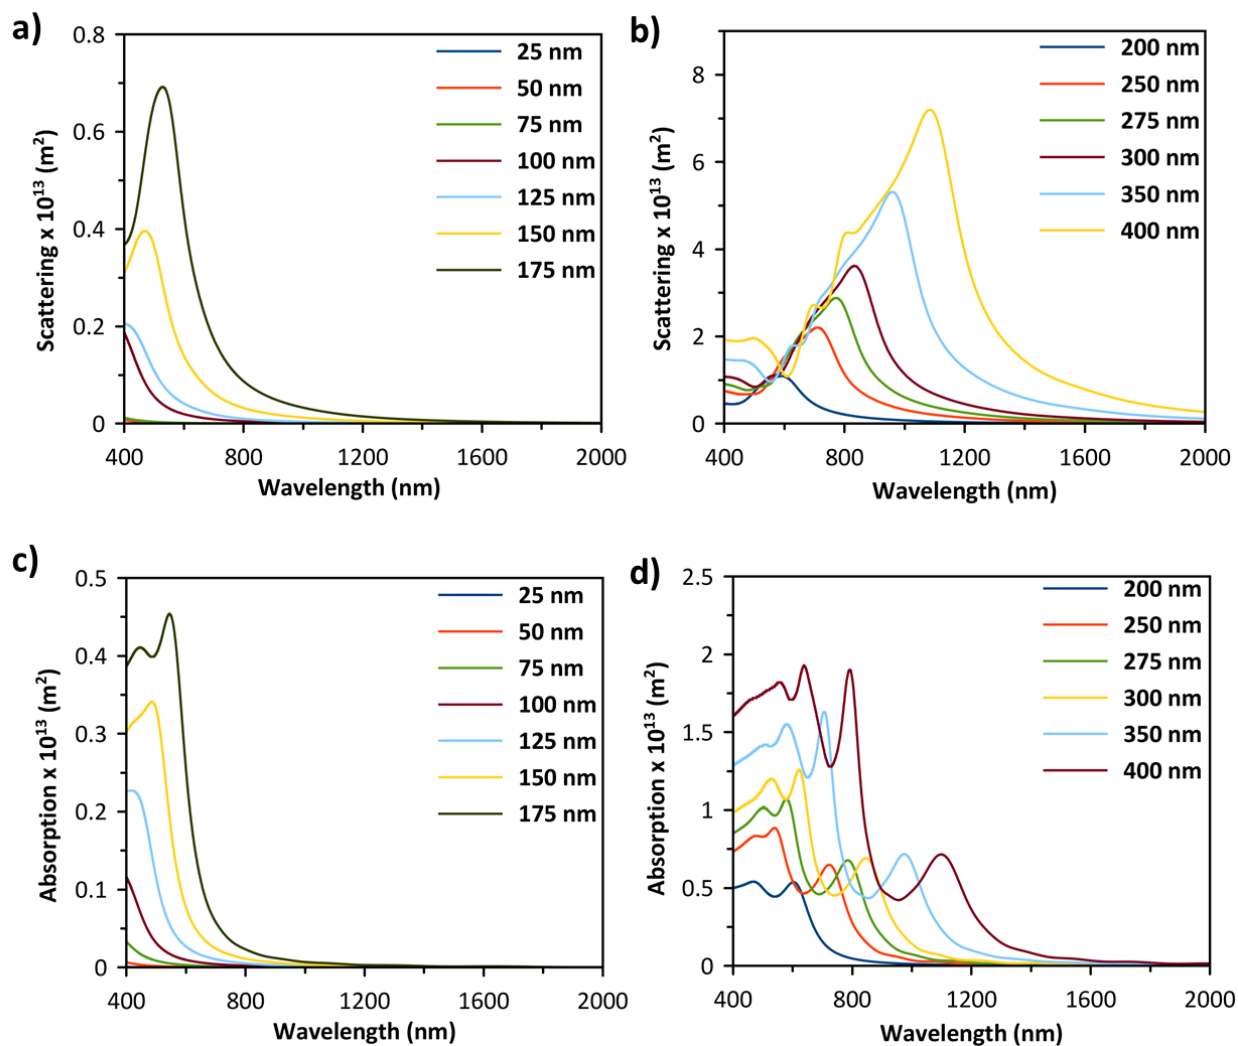 a)
0.8
0.6
0.4
0.2
0
400
800
1200
1600
2000
Scattering x 10¹³ (m²)
Wavelength (nm)
25 nm
50 nm
75 nm
100 nm
125 nm
150 nm
175 nm
b)
8
6
4
2
0
400
800
1200
1600
2000
Scattering x 10¹³ (m²)
Wavelength (nm)
200 nm
250 nm
275 nm
300 nm
350 nm
400 nm
c)
0.5
0.4
0.3
0.2
0.1
0
400
800
1200
1600
2000
Absorption x 10¹³ (m²)
Wavelength (nm)
25 nm
50 nm
75 nm
100 nm
125 nm
150 nm
175 nm
d)
2.5
2
1.5
1
0.5
0
400
800
1200
1600
2000
Absorption x 10¹³ (m²)
Wavelength (nm)
200 nm
250 nm
275 nm
300 nm
350 nm
400 nm